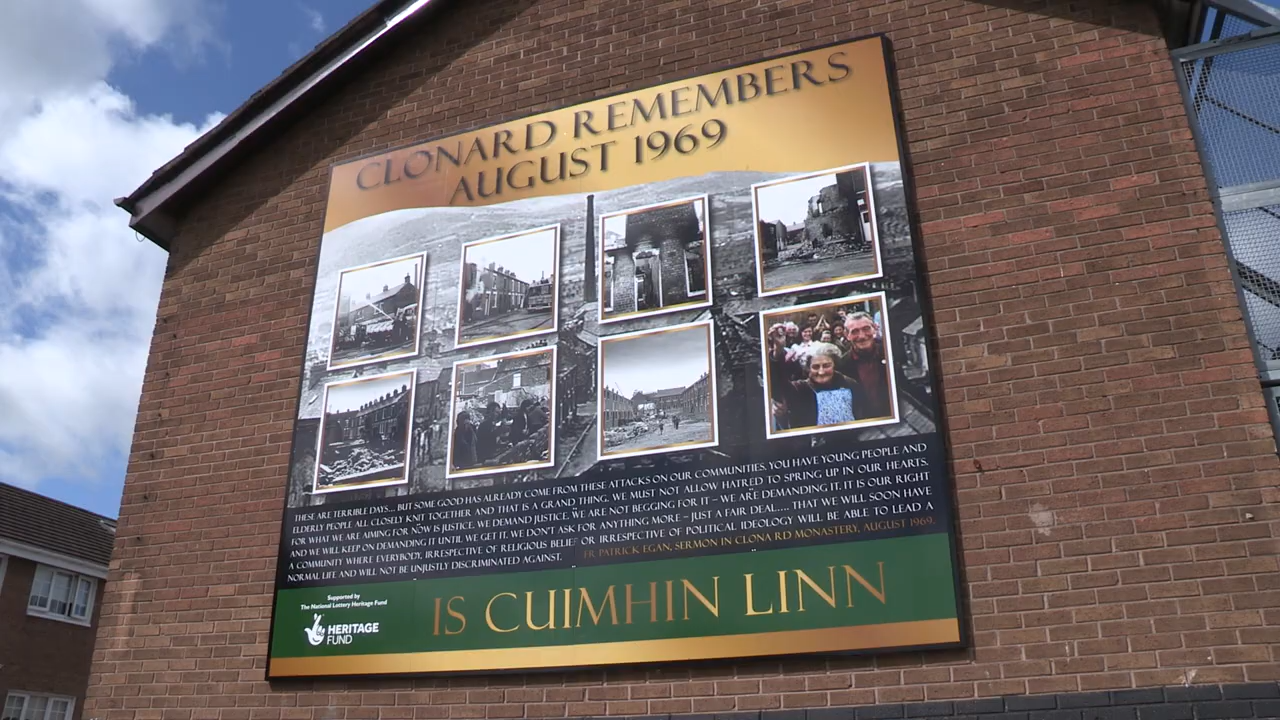 CLONARD REMEMBERS
AUGUST 1969
THESE ARE TERRIBLE DAYS... BUT SOME GOOD HAS ALREADY COME FROM THESE ATTACKS ON OUR COMMUNITIES. YOU HAVE YOUNG PEOPLE AND
ELDERLY PEOPLE ALL CLOSELY KNIT TOGETHER AND THAT IS A GRAND THING. WE MUST NOT ALLOW HATRED TO SPRING UP IN OUR HEARTS.
FOR WHAT WE ARE AIMING FOR NOW IS JUSTICE. WE DEMAND JUSTICE. WE ARE NOT BEGGING FOR IT – WE ARE DEMANDING IT. IT IS OUR RIGHT
AND WE WILL KEEP ON DEMANDING IT UNTIL WE GET IT. WE DON'T ASK FOR ANYTHING MORE – JUST A FAIR DEAL..... THAT WE WILL SOON HAVE
A COMMUNITY WHERE EVERYBODY, IRRESPECTIVE OF RELIGIOUS BELIEF OR IRRESPECTIVE OF POLITICAL IDEOLOGY WILL BE ABLE TO LEAD A
NORMAL LIFE AND WILL NOT BE UNJUSTLY DISCRIMINATED AGAINST. FR PATRICK EGAN, SERMON IN CLONA RD MONASTERY, AUGUST 1969.
Supported by
The National Lottery Heritage Fund
HERITAGE
FUND
IS CUIMHIN LINN